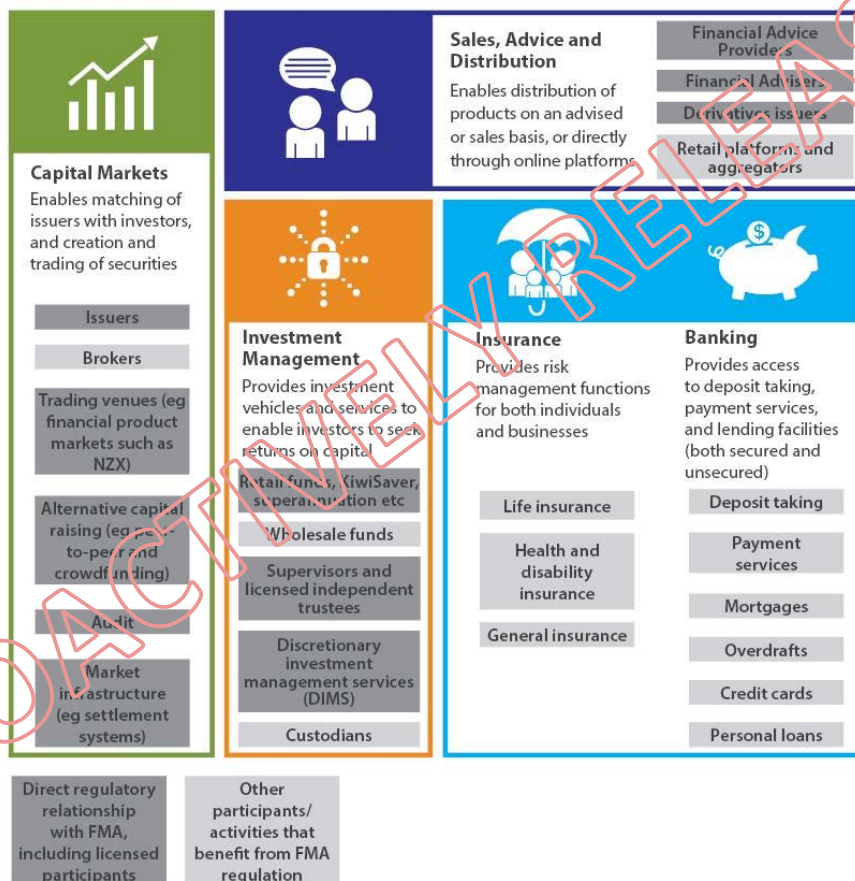 Sales, Advice and
Distribution
Enables distribution of
products on an advised
or sales basis, or directly
through online platforms
Financial Advice
Providers
Financial Advisers
Derivatives issuers
Retail platforms and
aggregators
Capital Markets
Enables matching of
issuers with investors,
and creation and
trading of securities
Issuers
Brokers
Trading venues (eg
financial product
markets such as
NZX)
Alternative capital
raising (eg peer-
to-peer and
crowdfunding)
Audit
Market
infrastructure
(eg settlement
systems)
Investment
Management
Provides investment
vehicles and services to
enable investors to seek
returns on capital
Retail funds, KiwiSaver,
superannuation etc
Wholesale funds
Supervisors and
licensed independent
trustees
Discretionary
investment
management services
(DIMS)
Custodians
Insurance
Provides risk
management functions
for both individuals
and businesses
Life insurance
Health and
disability
insurance
General insurance
$
Banking
Provides access
to deposit taking,
payment services,
and lending facilities
(both secured and
unsecured)
Deposit taking
Payment
services
Mortgages
Overdrafts
Credit cards
Personal loans
Direct regulatory
relationship
with FMA,
including licensed
participants
Other
participants/
activities that
benefit from FMA
regulation
OACTIVELY RELEAS